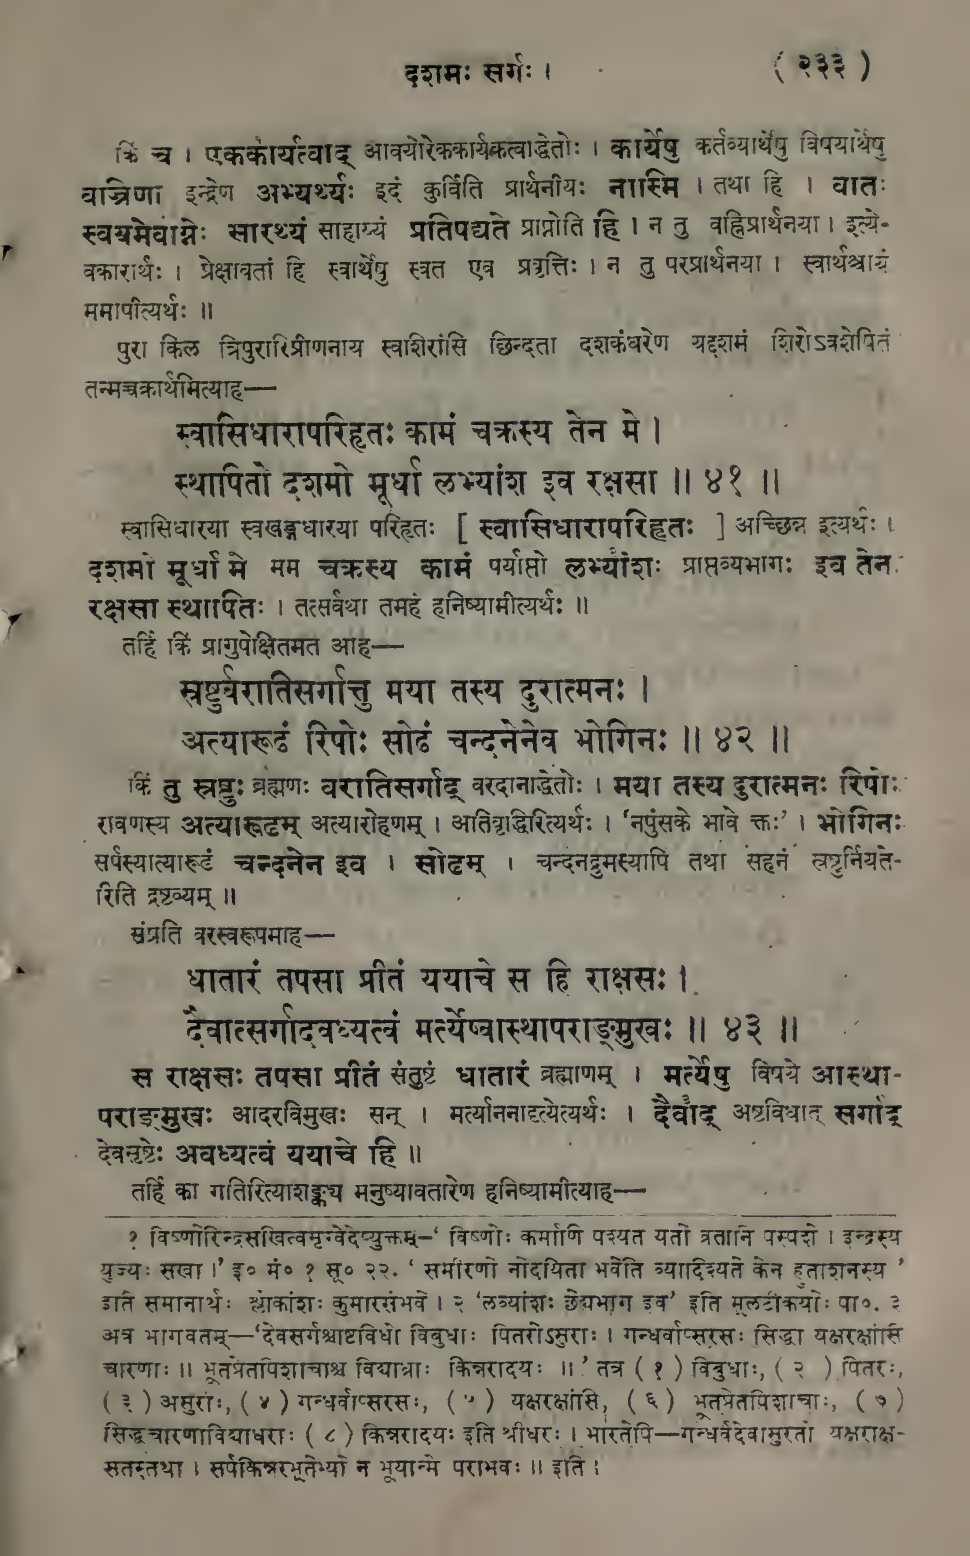 दशमः सर्गः ।
( २३३ )
किं च । एककार्यत्वाद् आवयोरेककार्यकत्वाद्धेतोः । कार्येषु कर्तव्यार्थेषु विषयार्थेषु
वज्रिणा इन्द्रेण अभ्यर्थ्यः इदं कुर्विति प्रार्थनीयः नास्मि । तथा हि । वातः
स्वयमेवाग्नेः सारथ्यं साहाय्यं प्रतिपद्यते प्राप्नोति हि । न तु वह्निप्रार्थनया । इत्ये-
वकारार्थः । प्रेक्षावतां हि स्वार्थेषु स्वत एव प्रवृत्तिः । न तु परप्रार्थनया । स्वार्थश्चायं
ममापीत्यर्थः ॥
पुरा किल त्रिपुरारिप्रीणनाय स्वशिरांसि छिन्दता दशकंधरेण यद्दशमं शिरोऽवशेषितं
तन्मच्चक्रार्थमित्याह—
स्वासिधारापरिहृतः कामं चक्रस्य तेन मे ।
स्थापितो दशमो मूर्धा लभ्यांश इव रक्षसा ॥ ४१ ॥
स्वासिधारया स्वखड्गधारया परिहृतः [ स्वासिधारापरिहृतः ] अच्छिन्न इत्यर्थः ।
दशमो मूर्धा मे मम चक्रस्य कामं पर्याप्तो लभ्यांशः प्राप्तव्यभागः इव तेन
रक्षसा स्थापितः । तत्सर्वथा तमहं हनिष्यामीत्यर्थः ॥
तर्हि किं प्रागुपेक्षितमत आह—
स्रष्टुर्वरातिसर्गात्तु मया तस्य दुरात्मनः ।
अत्यारूढं रिपोः सोढं चन्दनेनेव भोगिनः ॥ ४२ ॥
किं तु स्रष्टुः ब्रह्मणः वरातिसर्गाद् वरदानाद्धेतोः । मया तस्य दुरात्मनः रिपोः
रावणस्य अत्यारूढम् अत्यारोहणम् । अतिवृद्धिरित्यर्थः । 'नपुंसके भावे क्तः' । भोगिनः
सर्पस्यात्यारूढं चन्दनेन इव । सोढम् । चन्दनद्रुमस्यापि तथा सहनं स्रष्टुर्नियते-
रिति द्रष्टव्यम् ॥
संप्रति वरस्वरूपमाह—
धातारं तपसा प्रीतं ययाचे स हि राक्षसः ।
दैवात्सर्गादवध्यत्वं मर्त्येष्वास्थापराङ्मुखः ॥ ४३ ॥
स राक्षसः तपसा प्रीतं संतुष्टं धातारं ब्रह्माणम् । मर्त्येषु विषये आस्था-
पराङ्मुखः आदरविमुखः सन् । मर्त्याननादृत्येत्यर्थः । दैवाद् अष्टविधात् सर्गाद्
देवसृष्टेः अवध्यत्वं ययाचे हि ॥
तर्हि का गतिरित्याशङ्क्य मनुष्यावतारेण हनिष्यामीत्याह—
१ विष्णोरिन्द्रसखित्वमृग्वेदेप्युक्तम्–' विष्णोः कर्माणि पश्यत यतो व्रतानि पस्पशे । इन्द्रस्य
युज्यः सखा ।' इ० मं० १ सू० २२. ' समीरणो नोदयिता भवेति व्यादिश्यते केन हुताशनस्य '
इति समानार्थः श्लोकांशः कुमारसंभवे । २ 'लव्यांशः छेद्यभाग इव' इति मूलटीकयोः पा०. ३
अत्र भागवतम्—'देवसर्गश्चाष्टविधो विबुधाः पितरोऽसुराः । गन्धर्वाप्सरसः सिद्धा यक्षरक्षांसि
चारणाः ॥ भूतप्रेतपिशाचाश्च विद्याध्राः किन्नरादयः ॥' तत्र ( १ ) विबुधाः, ( २ ) पितरः,
( ३ ) असुराः, ( ४ ) गन्धर्वाप्सरसः, ( ५ ) यक्षरक्षांसि, ( ६ ) भूतप्रेतपिशाचाः, ( ७ )
सिद्धचारणविद्याधराः ( ८ ) किन्नरादयः इति श्रीधरः । भारतेपि—गन्धर्वदेवासुरतो यक्षराक्ष-
सतस्तथा । सर्पकिन्नरभूतेभ्यो न भूयान्मे पराभवः ॥ इति ।